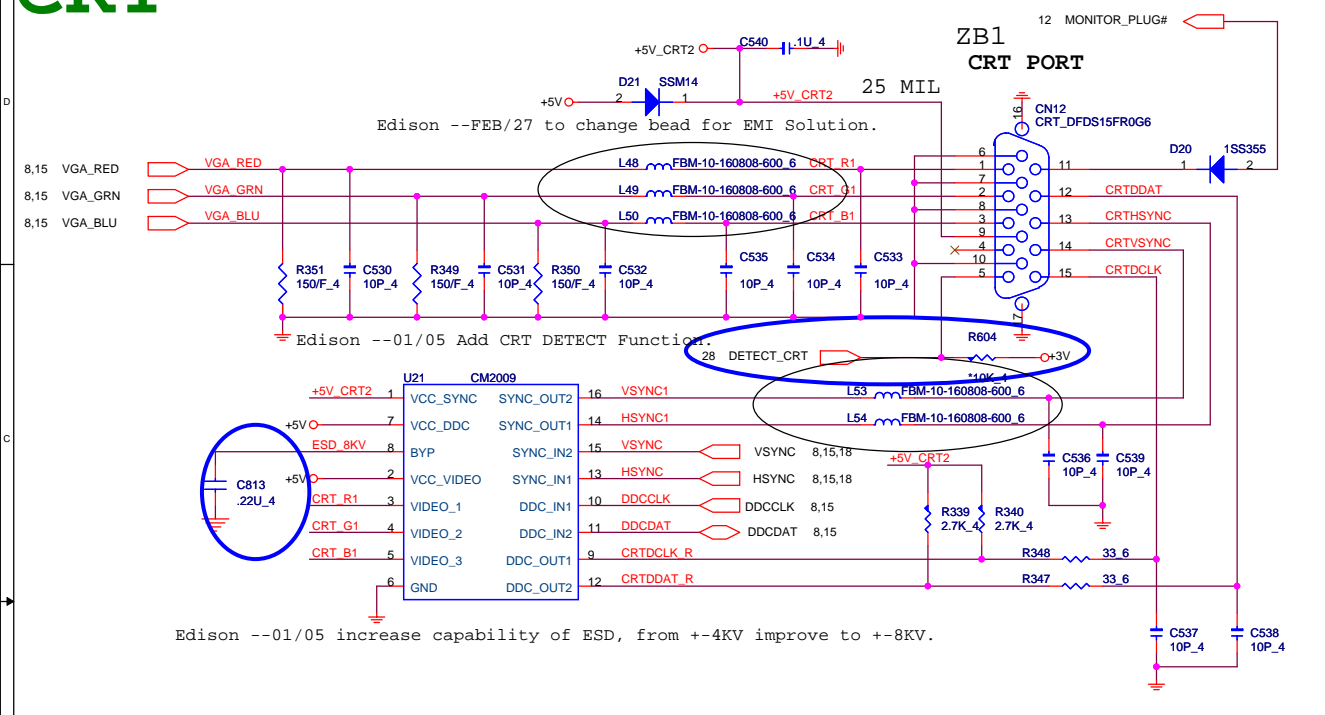 CRT
12 MONITOR_PLUG#
ZB1
CRT PORT
+5V_CRT2 C540 .1U_4
25 MIL
+5V 2 D21 SSM14 1 +5V_CRT2
Edison --FEB/27 to change bead for EMI Solution.
16 CN12
CRT_DFDS15FR0G6
8,15 VGA_RED VGA_RED L48 FBM-10-160808-600_6 CRT_R1
8,15 VGA_GRN VGA_GRN L49 FBM-10-160808-600_6 CRT_G1
8,15 VGA_BLU VGA_BLU L50 FBM-10-160808-600_6 CRT_B1
6
1
7
2
8
3
9
4
10
5
11
12 CRTDDAT
13 CRTHSYNC
14 CRTVSYNC
15 CRTDCLK
17
D20 1SS355
1 2
D
R351
150/F_4
C530
10P_4
R349
150/F_4
C531
10P_4
R350
150/F_4
C532
10P_4
C535
10P_4
C534
10P_4
C533
10P_4
Edison --01/05 Add CRT DETECT Function.
28 DETECT_CRT R604 +3V
*10K_4
U21 CM2009
+5V_CRT2 1 VCC_SYNC SYNC_OUT2 16 VSYNC1 L53 FBM-10-160808-600_6
+5V 7 VCC_DDC SYNC_OUT1 14 HSYNC1 L54 FBM-10-160808-600_6
ESD_8KV 8 BYP SYNC_IN2 15 VSYNC VSYNC 8,15,18
+5V 2 VCC_VIDEO SYNC_IN1 13 HSYNC HSYNC 8,15,18
CRT_R1 3 VIDEO_1 DDC_IN1 10 DDCCLK DDCCLK 8,15
CRT_G1 4 VIDEO_2 DDC_IN2 11 DDCDAT DDCDAT 8,15
CRT_B1 5 VIDEO_3 DDC_OUT1 9 CRTDCLK_R R348 33_6
6 GND DDC_OUT2 12 CRTDDAT_R R347 33_6
C813
.22U_4
C
+5V_CRT2
C536
10P_4
C539
10P_4
R339
2.7K_4
R340
2.7K_4
Edison --01/05 increase capability of ESD, from +-4KV improve to +-8KV.
C537
10P_4
C538
10P_4